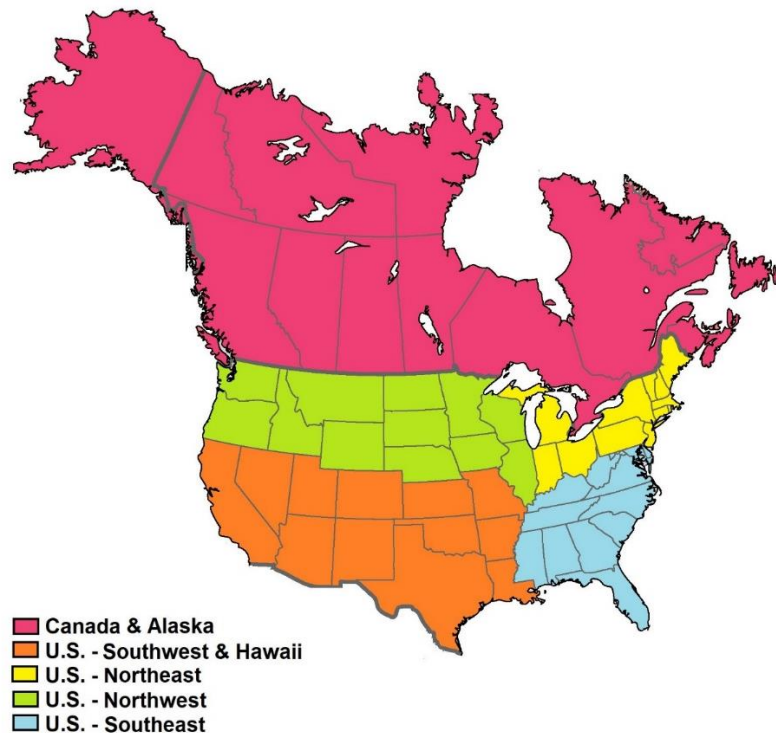 Canada & Alaska
U.S. - Southwest & Hawaii
U.S. - Northeast
U.S. - Northwest
U.S. - Southeast